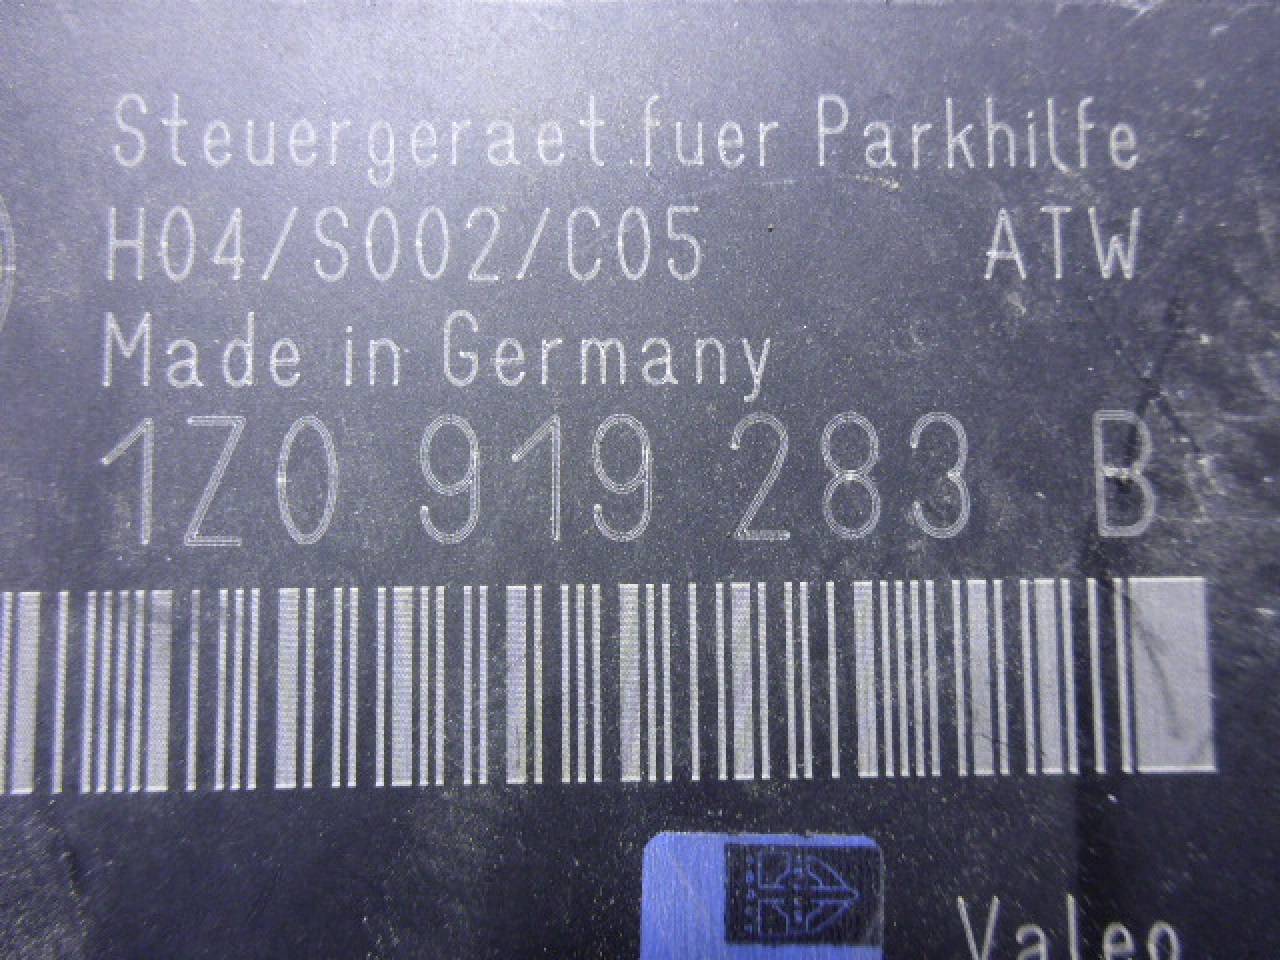 Steuergeraet fuer Parkhilfe
H04/S002/C05 ATW
Made in Germany
1Z0 919 283 B
Valeo